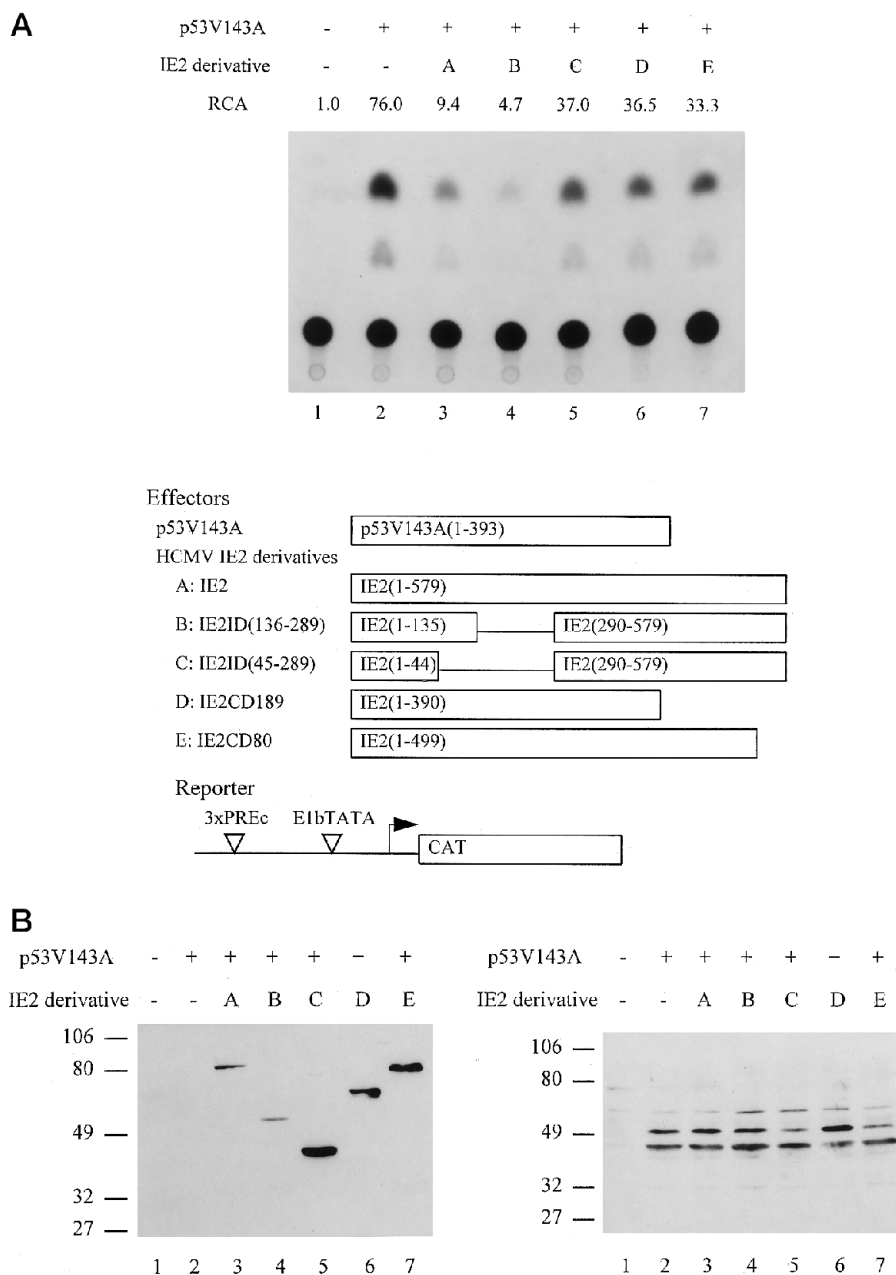 A
p53V143A - + + + + + +
IE2 derivative - - A B C D E
RCA 1.0 76.0 9.4 4.7 37.0 36.5 33.3
1 2 3 4 5 6 7
Effectors
p53V143A p53V143A(1-393)
HCMV IE2 derivatives
A: IE2 IE2(1-579)
B: IE2ID(136-289) IE2(1-135) IE2(290-579)
C: IE2ID(45-289) IE2(1-44) IE2(290-579)
D: IE2CD189 IE2(1-390)
E: IE2CD80 IE2(1-499)
Reporter
3xPREc E1bTATA
CAT
B
p53V143A - + + + + - +
IE2 derivative - - A B C D E
106
80
49
32
27
1 2 3 4 5 6 7
p53V143A - + + + + - +
IE2 derivative - - A B C D E
106
80
49
32
27
1 2 3 4 5 6 7